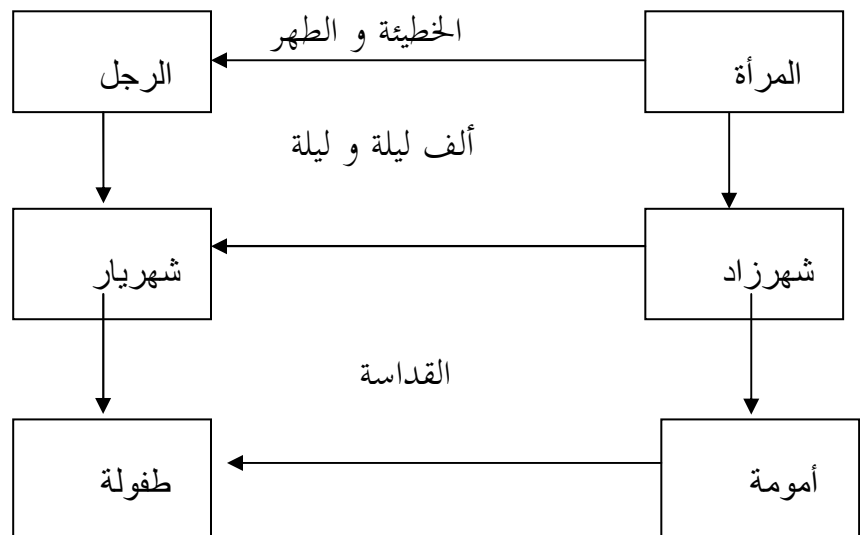 الخطيئة و الطهر
المرأة
الرجل
ألف ليلة و ليلة
شهرزاد
شهريار
القداسة
أمومة
طفولة